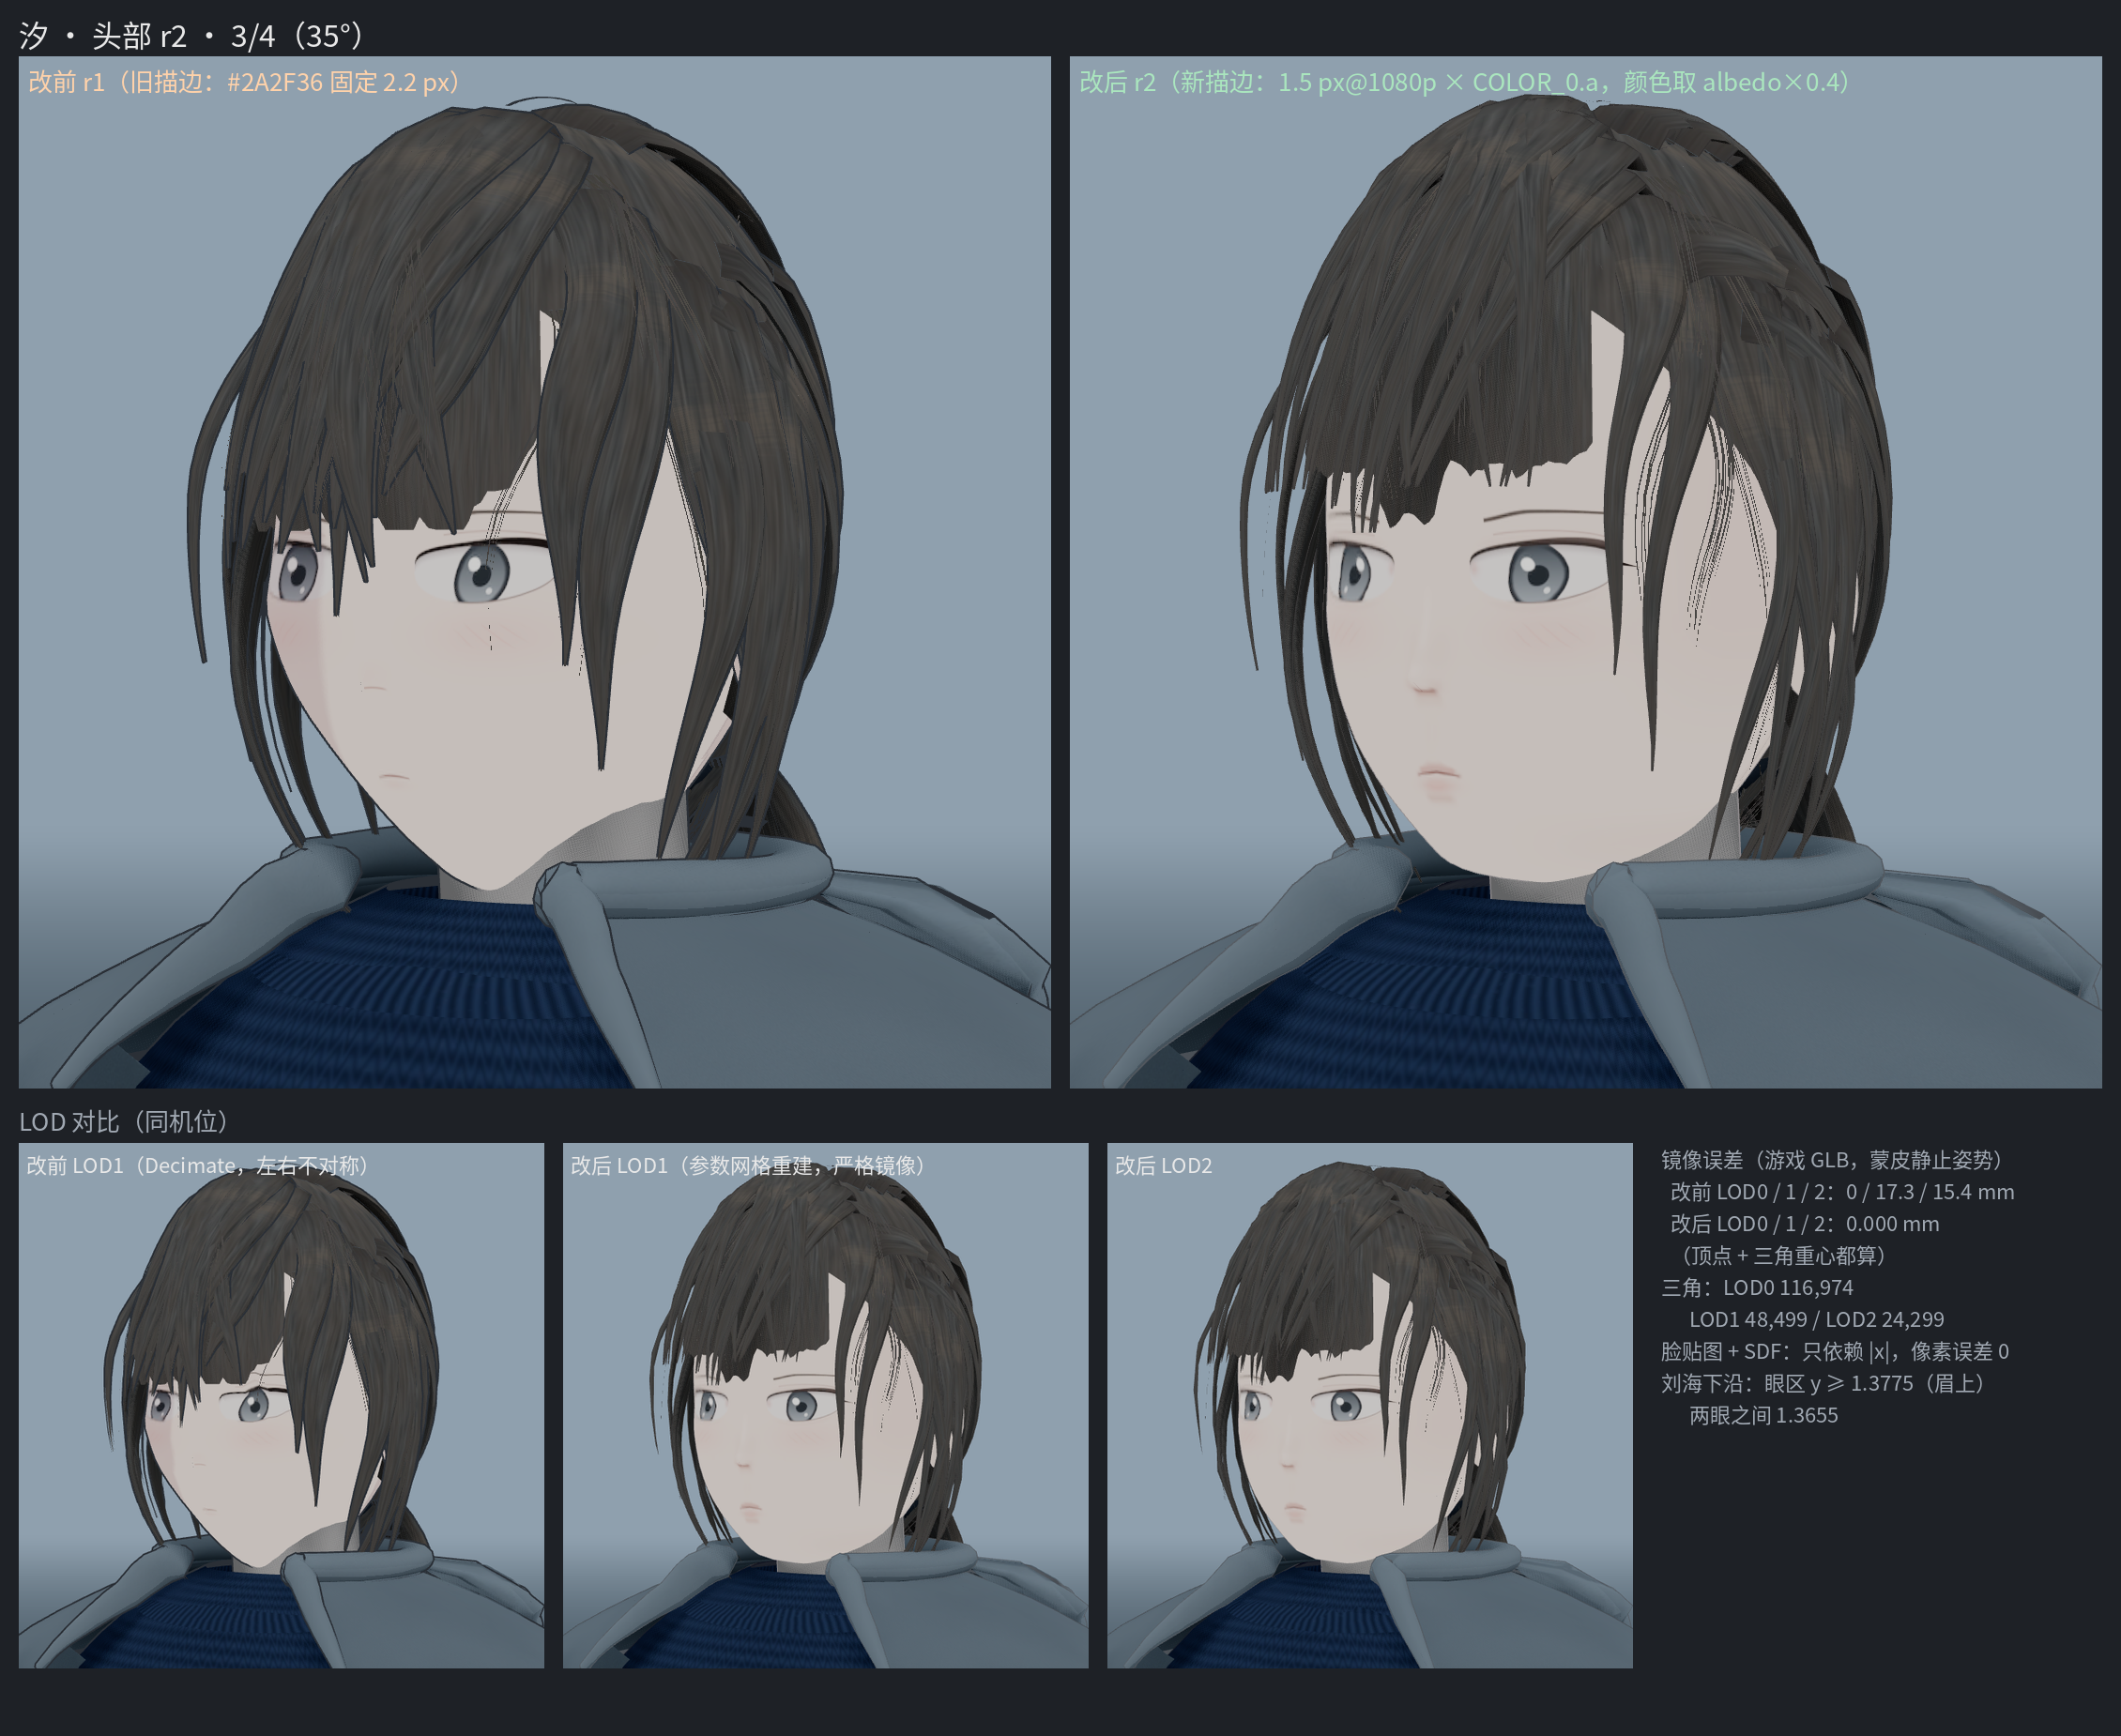 汐 · 头部 r2 · 3/4（35°）
改前 r1（旧描边：#2A2F36 固定 2.2 px）
改后 r2（新描边：1.5 px@1080p × COLOR_0.a，颜色取 albedo×0.4）
LOD 对比（同机位）
改前 LOD1（Decimate，左右不对称）
改后 LOD1（参数网格重建，严格镜像）
改后 LOD2
镜像误差（游戏 GLB，蒙皮静止姿势）
改前 LOD0 / 1 / 2：0 / 17.3 / 15.4 mm
改后 LOD0 / 1 / 2：0.000 mm
（顶点 + 三角重心都算）
三角：LOD0 116,974
LOD1 48,499 / LOD2 24,299
脸贴图 + SDF：只依赖 |x|，像素误差 0
刘海下沿：眼区 y ≥ 1.3775（眉上）
两眼之间 1.3655